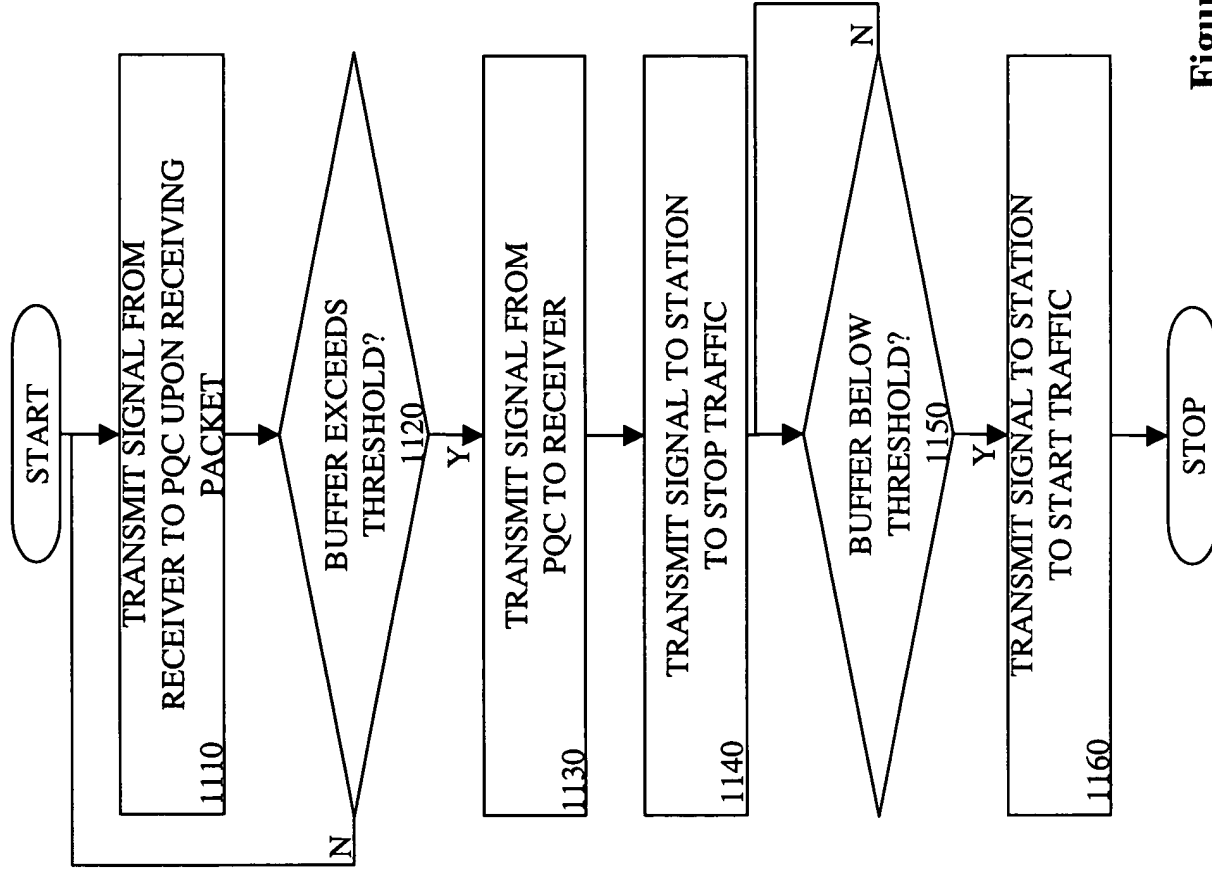 START
TRANSMIT SIGNAL FROM
RECEIVER TO PQC UPON RECEIVING
PACKET
1110
BUFFER EXCEEDS
THRESHOLD?
1120
N
Y
TRANSMIT SIGNAL FROM
PQC TO RECEIVER
1130
TRANSMIT SIGNAL TO STATION
TO STOP TRAFFIC
1140
N
BUFFER BELOW
THRESHOLD?
1150
Y
TRANSMIT SIGNAL TO STATION
TO START TRAFFIC
1160
STOP